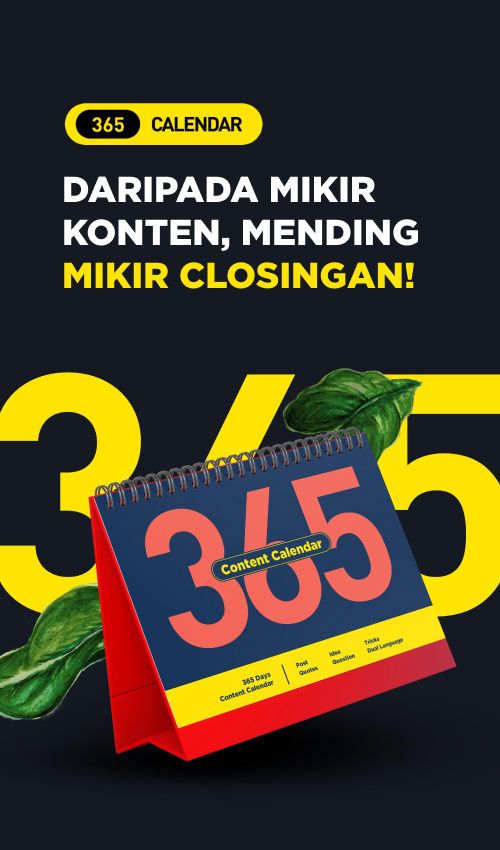 365 CALENDAR
DARIPADA MIKIR
KONTEN, MENDING
MIKIR CLOSINGAN!
365
365
Content Calendar
365 Days
Content Calendar
Post
Quotes
Idea
Question
Tricks
Dual Language